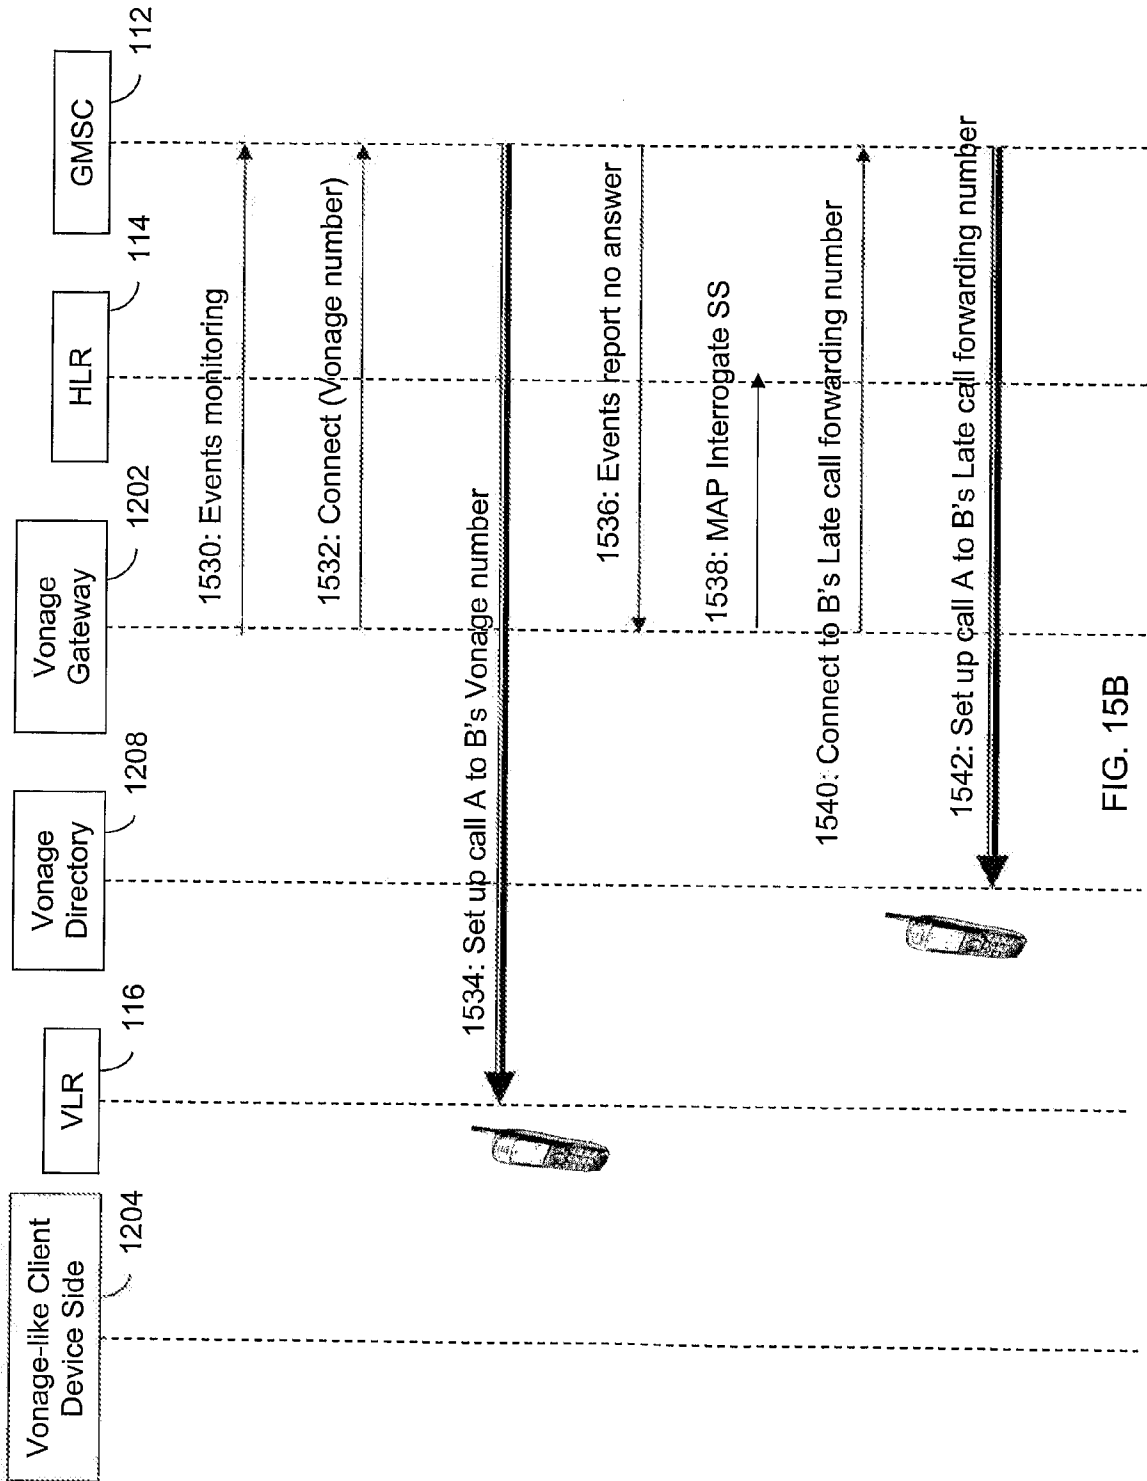 Vonage-like Client
Device Side
1204
VLR
116
Vonage
Directory
1208
Vonage
Gateway
1202
HLR
114
GMSC
112
1530: Events monitoring
1532: Connect (Vonage number)
1534: Set up call A to B's Vonage number
1536: Events report no answer
1538: MAP Interrogate SS
1540: Connect to B's Late call forwarding number
1542: Set up call A to B's Late call forwarding number
FIG. 15B